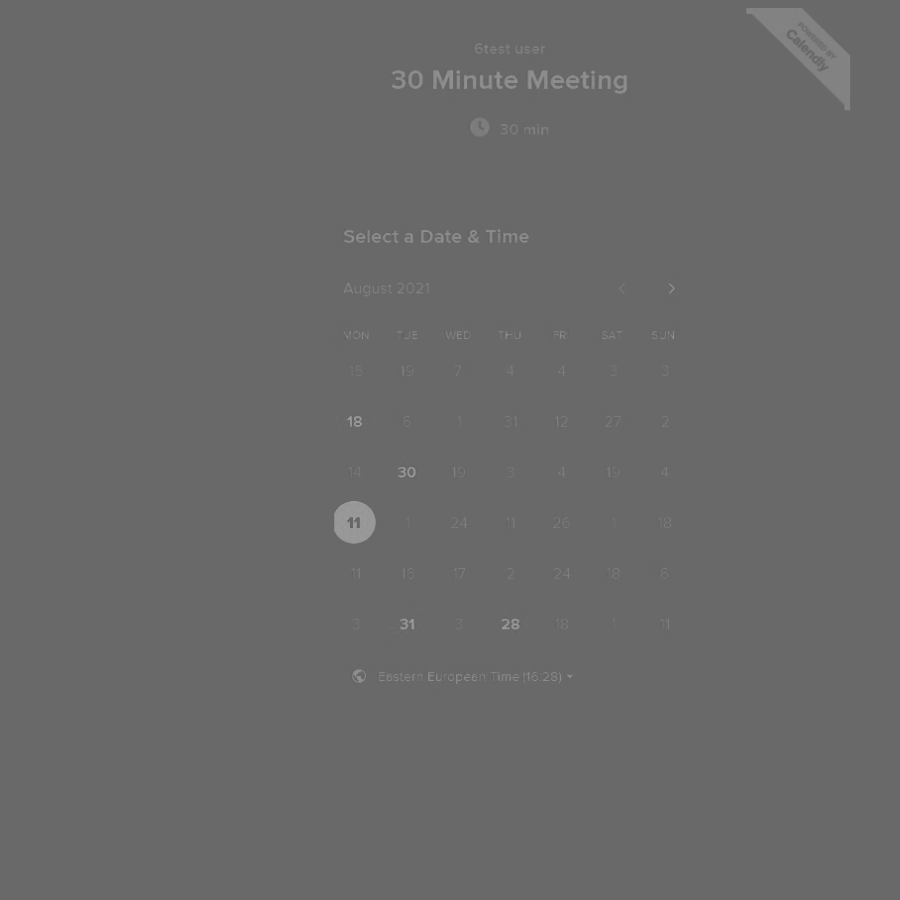 6test user
POWERED BY
Calendly
30 Minute Meeting
30 min
Select a Date & Time
August 2021
MON TUE WED THU FRI SAT SUN
15 19 7 4 4 3 3
18 6 1 31 12 27 2
14 30 19 3 4 19 4
11 1 24 11 26 1 18
11 16 17 2 24 18 6
3 31 3 28 18 1 11
Eastern European Time (16:28)